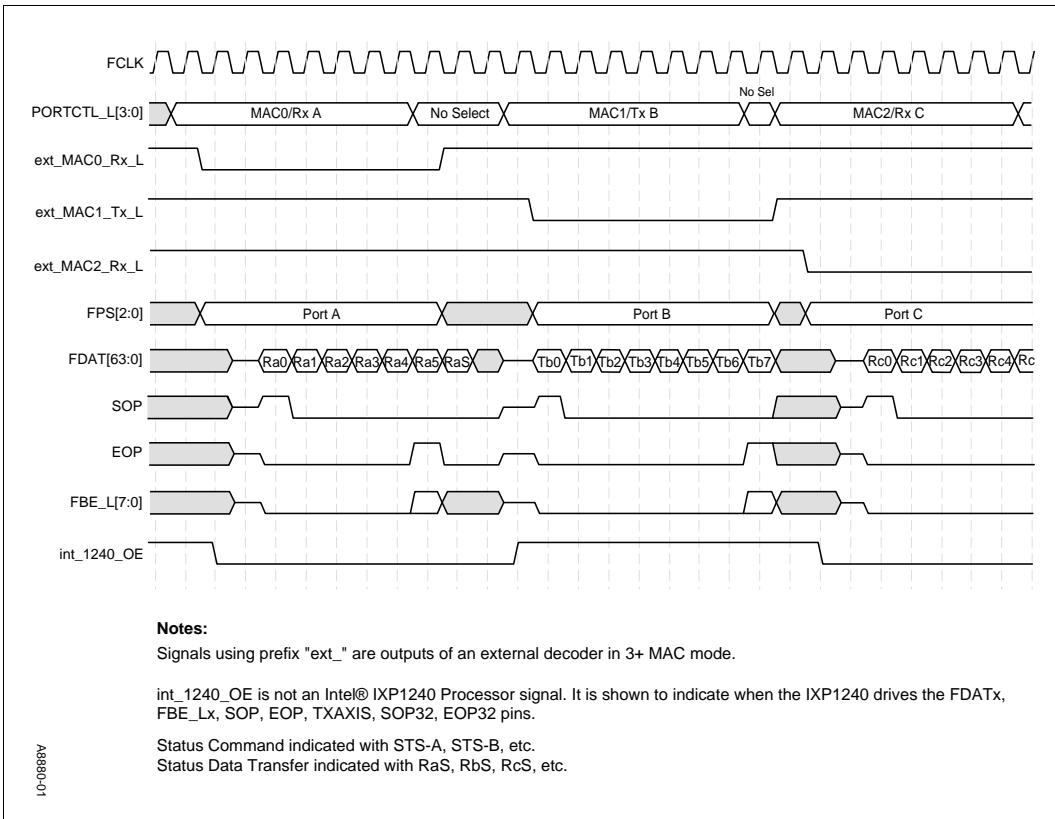 FCLK
No Sel
PORTCTL_L[3:0] MAC0/Rx A No Select MAC1/Tx B MAC2/Rx C
ext_MAC0_Rx_L
ext_MAC1_Tx_L
ext_MAC2_Rx_L
FPS[2:0] Port A Port B Port C
FDAT[63:0] Ra0 Ra1 Ra2 Ra3 Ra4 Ra5 RaS Tb0 Tb1 Tb2 Tb3 Tb4 Tb5 Tb6 Tb7 Rc0 Rc1 Rc2 Rc3 Rc4 Rc
SOP
EOP
FBE_L[7:0]
int_1240_OE
Notes:
Signals using prefix "ext_" are outputs of an external decoder in 3+ MAC mode.
int_1240_OE is not an Intel® IXP1240 Processor signal. It is shown to indicate when the IXP1240 drives the FDATx,
FBE_Lx, SOP, EOP, TXAXIS, SOP32, EOP32 pins.
Status Command indicated with STS-A, STS-B, etc.
Status Data Transfer indicated with RaS, RbS, RcS, etc.
A8880-01